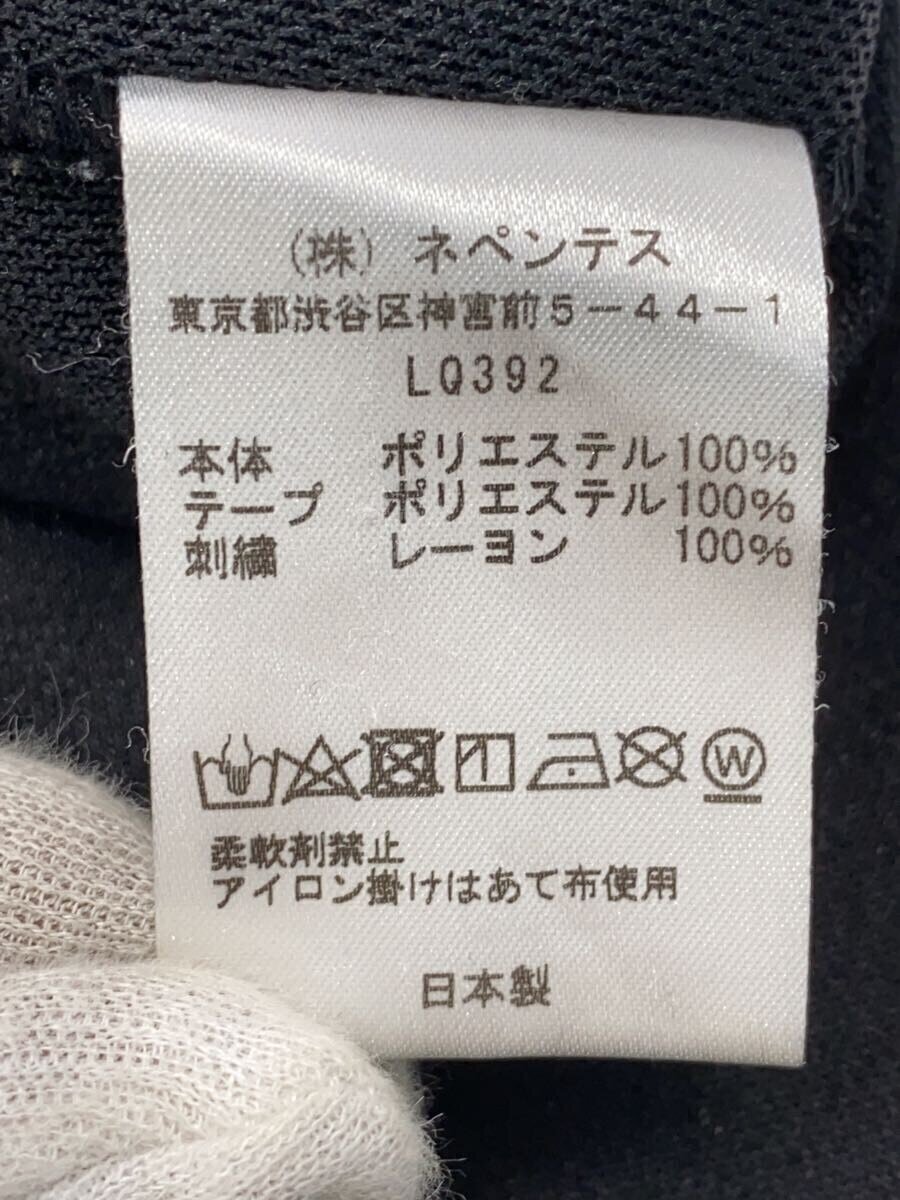 (株) ネペンテス
東京都渋谷区神宮前5-44-1
LQ392
本体 ポリエステル100%
テープ ポリエステル100%
刺繍 レーヨン 100%
W
柔軟剤禁止
アイロン掛けはあて布使用
日本製